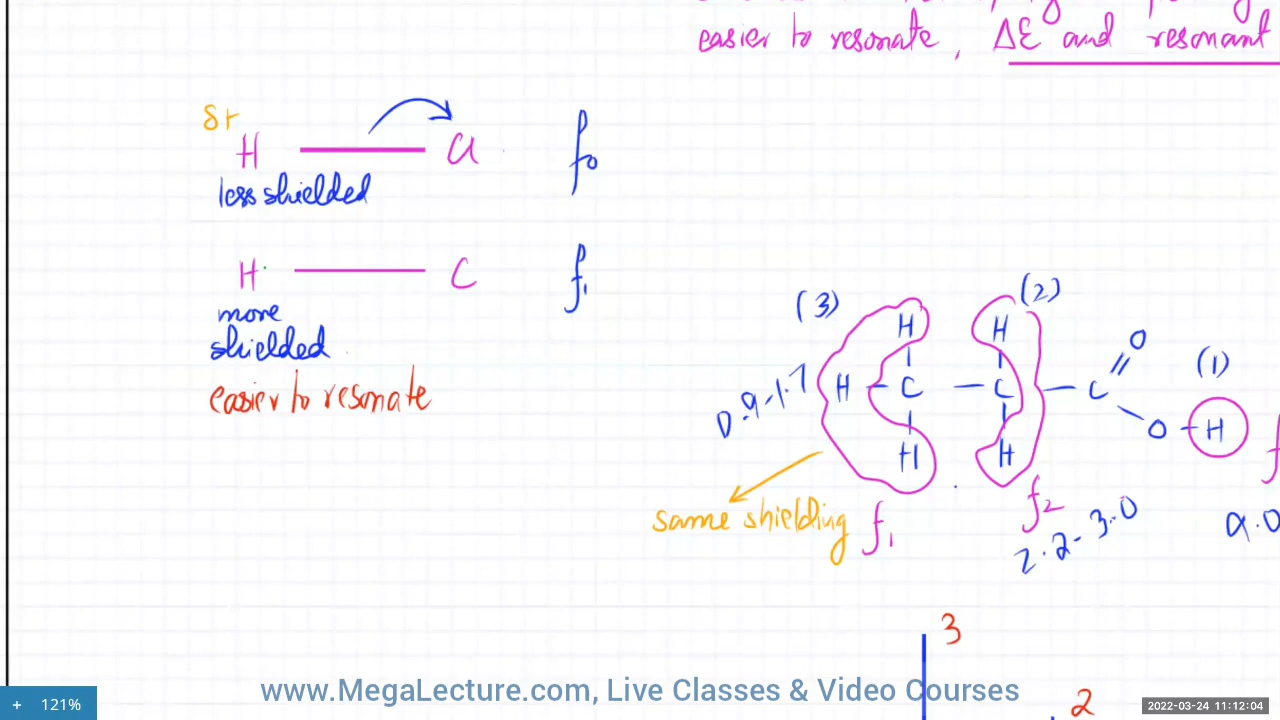 easier to resonate, ΔE and resonant
δ+
H Cl f0
less shielded
H C f1
more
shielded
easier to resonate
(3) (2)
H H O (1)
0.9-1.7 H C C C
O H
H H
same shielding f1 f2
2.2-3.0 9.0
3
2
www.MegaLecture.com, Live Classes & Video Courses
+ 121%
2022-03-24 11:12:04